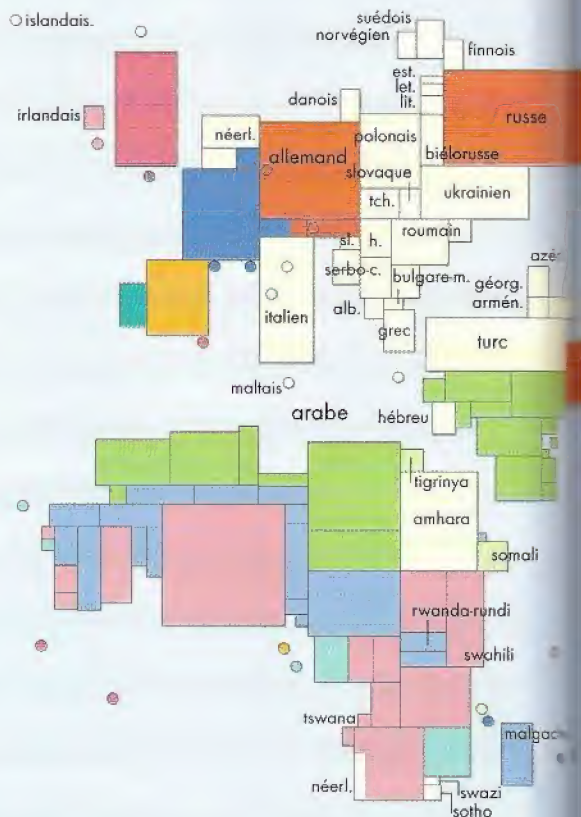 islandais.
suédois
norvégien
finnois
est.
let.
lit.
irlandais
danois
russe
néerl.
allemand
polonais
biélorusse
slovaque
ukrainien
tch.
roumain
sl.
h.
serbo-c.
bulgare-m.
géorg.
armén.
alb.
italien
grec
turc
maltais
arabe
hébreu
tigrinya
amhara
somali
rwanda-rundi
swahili
tswana
néerl.
swazi
sotho